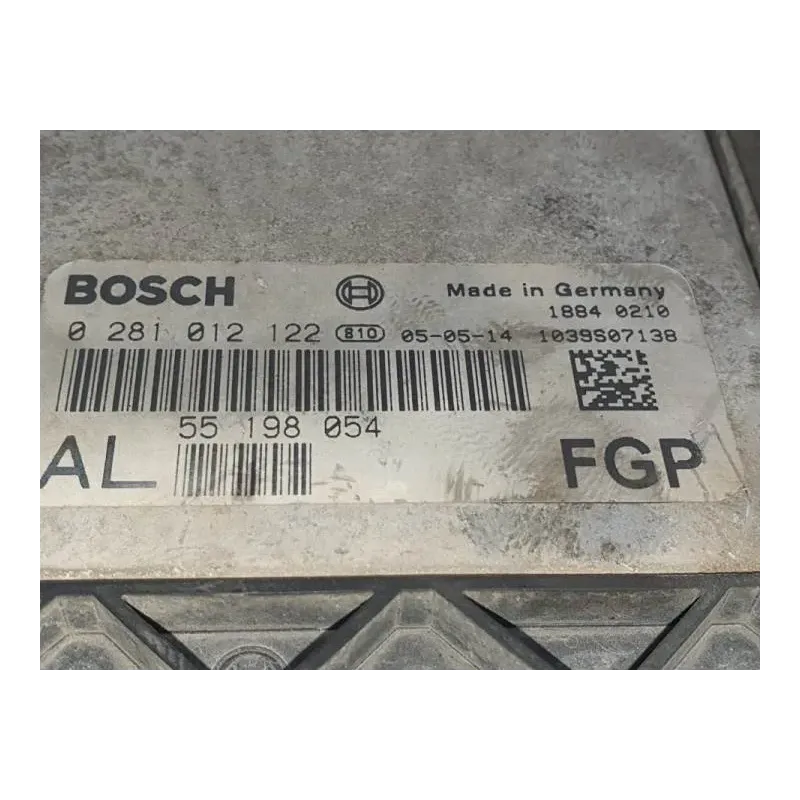 BOSCH Made in Germany
1884 0210
0 281 012 122 810 05-05-14 1039S07138
55 198 054
AL FGP